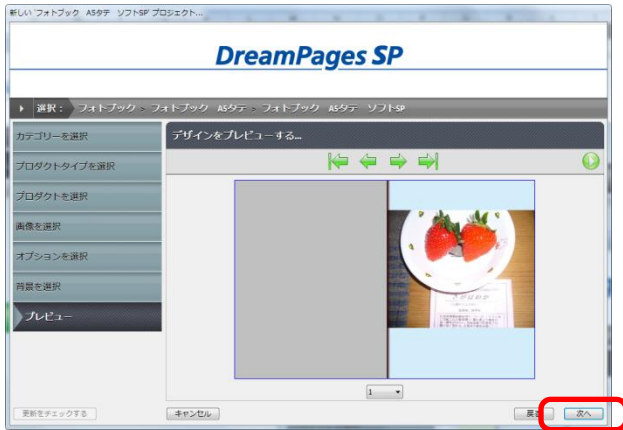 新しい 'フォトブック A5タテ ソフトSP' プロジェクト...
DreamPages SP
選択： フォトブック > フォトブック A5タテ > フォトブック A5タテ ソフトSP
カテゴリーを選択
プロダクトタイプを選択
プロダクトを選択
画像を選択
オプションを選択
背景を選択
プレビュー
デザインをプレビューする...
さがほのか
1
更新をチェックする
キャンセル
戻る
次へ